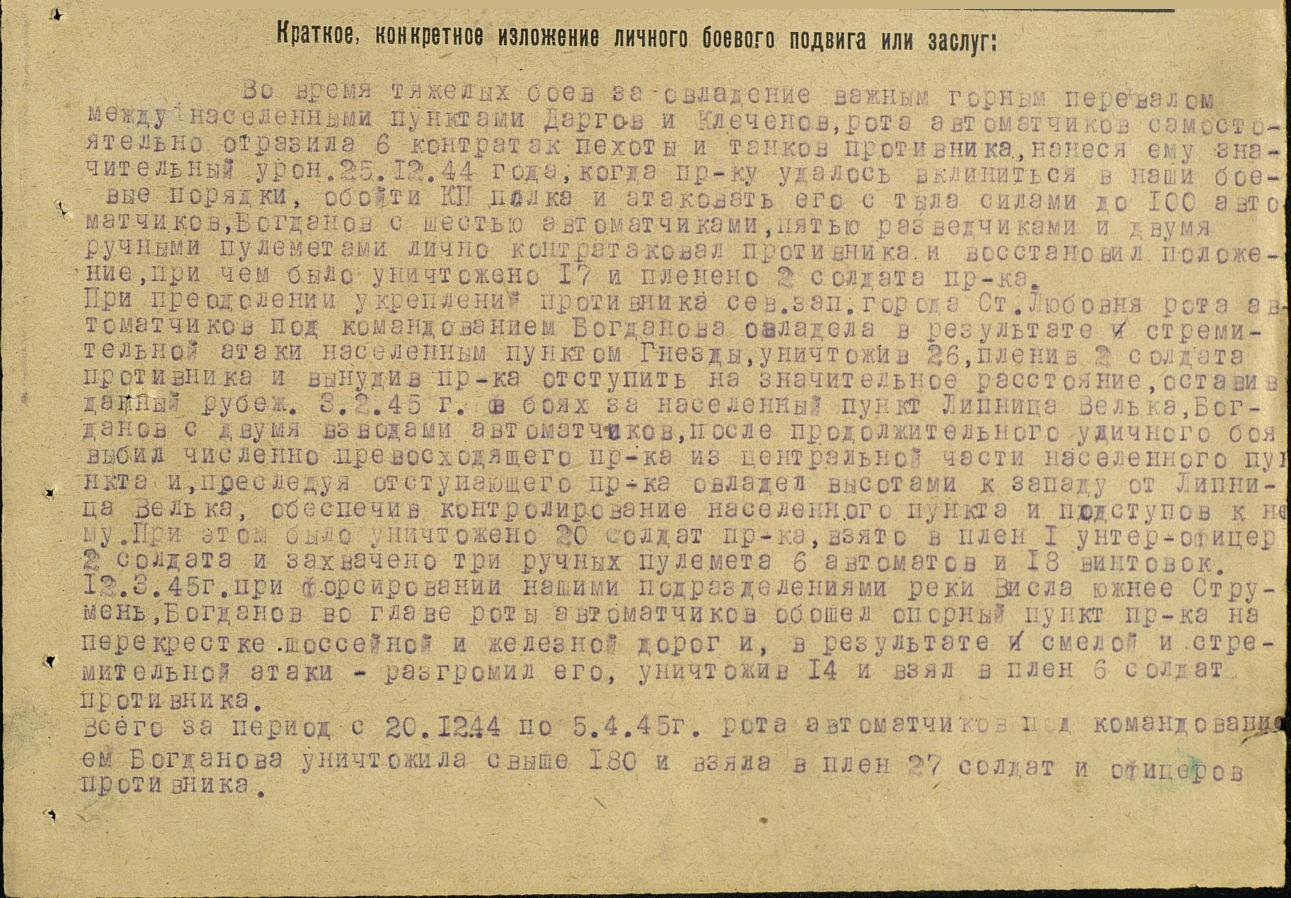 Краткое, конкретное изложение личного боевого подвига или заслуг:
Во время тяжелых боев за овладение важным горным перевалом
между населенными пунктами Даргов и Клеченов, рота автоматчиков самосто-
ятельно отразила 6 контратак пехоты и танков противника, нанеся ему зна-
чительный урон. 25.12.44 года, когда пр-ку удалось вклиниться в наши бое-
вые порядки, обойти КП полка и атаковать его с тыла силами до 100 авто
матчиков, Богданов с шестью автоматчиками, пятью разведчиками и двумя
ручными пулеметами лично контратаковал противника и восстановил положе-
ние, при чем было уничтожено 17 и пленено 2 солдата пр-ка.
При преодолении укреплений противника сев.зап. города Ст.Любовня рота ав-
томатчиков под командованием Богданова овладела в результате стреми-
тельной атаки населенным пунктом Гнезды, уничтожив 26, пленив 2 солдата
противника и вынудив пр-ка отступить на значительное расстояние, оставив
данный рубеж. 3.2.45 г. в боях за населенный пункт Липница Велька, Бог-
данов с двумя взводами автоматчиков, после продолжительного уличного боя
выбил численно превосходящего пр-ка из центральной части населенного пун
нкта и, преследуя отступающего пр-ка овладел высотами к западу от Липни-
ца Велька, обеспечив контролирование населенного пункта и подступов к не
му. При этом было уничтожено 20 солдат пр-ка, взято в плен 1 унтер-офицер
2 солдата и захвачено три ручных пулемета 6 автоматов и 18 винтовок.
12.3.45г. при форсировании нашими подразделениями реки Висла южнее Стру-
мень, Богданов во главе роты автоматчиков обошел опорный пункт пр-ка на
перекрестке шоссейной и железной дорог и, в результате смелой и стре-
мительной атаки - разгромил его, уничтожив 14 и взял в плен 6 солдат
противника.
Всего за период с 20.1244 по 5.4.45г. рота автоматчиков под командовани
ем Богданова уничтожила свыше 180 и взяла в плен 27 солдат и офицеров
противника.